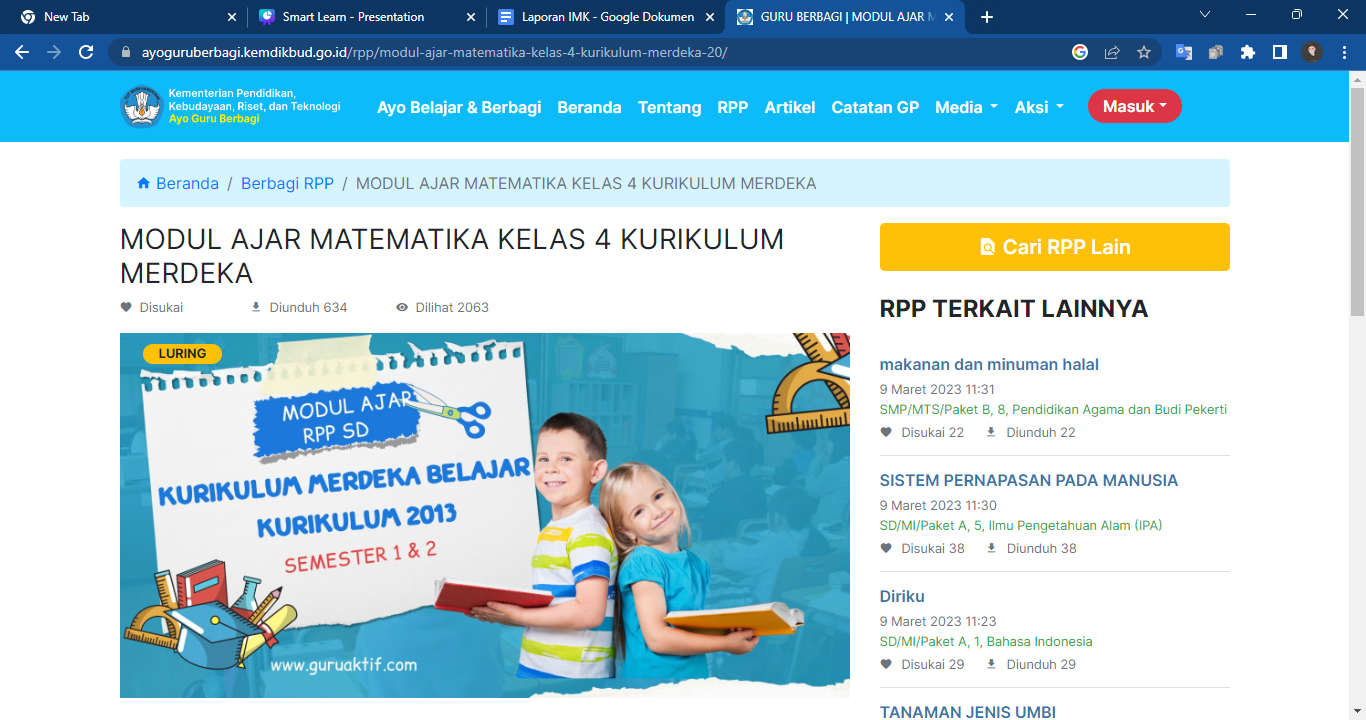 New Tab
Smart Learn - Presentation
Laporan IMK - Google Dokumen
GURU BERBAGI | MODUL AJAR M
ayoguruberbagi.kemdikbud.go.id/rpp/modul-ajar-matematika-kelas-4-kurikulum-merdeka-20/
Kementerian Pendidikan,
Kebudayaan, Riset, dan Teknologi
Ayo Guru Berbagi
Ayo Belajar & Berbagi
Beranda
Tentang
RPP
Artikel
Catatan GP
Media
Aksi
Masuk
Beranda / Berbagi RPP / MODUL AJAR MATEMATIKA KELAS 4 KURIKULUM MERDEKA
MODUL AJAR MATEMATIKA KELAS 4 KURIKULUM
MERDEKA
Disukai
Diunduh 634
Dilihat 2063
LURING
MODUL AJAR
RPP SD
KURIKULUM MERDEKA BELAJAR
KURIKULUM 2013
SEMESTER 1 & 2
www.guruaktif.com
Cari RPP Lain
RPP TERKAIT LAINNYA
makanan dan minuman halal
9 Maret 2023 11:31
SMP/MTS/Paket B, 8, Pendidikan Agama dan Budi Pekerti
Disukai 22
Diunduh 22
SISTEM PERNAPASAN PADA MANUSIA
9 Maret 2023 11:30
SD/MI/Paket A, 5, Ilmu Pengetahuan Alam (IPA)
Disukai 38
Diunduh 38
Diriku
9 Maret 2023 11:23
SD/MI/Paket A, 1, Bahasa Indonesia
Disukai 29
Diunduh 29
TANAMAN JENIS UMBI